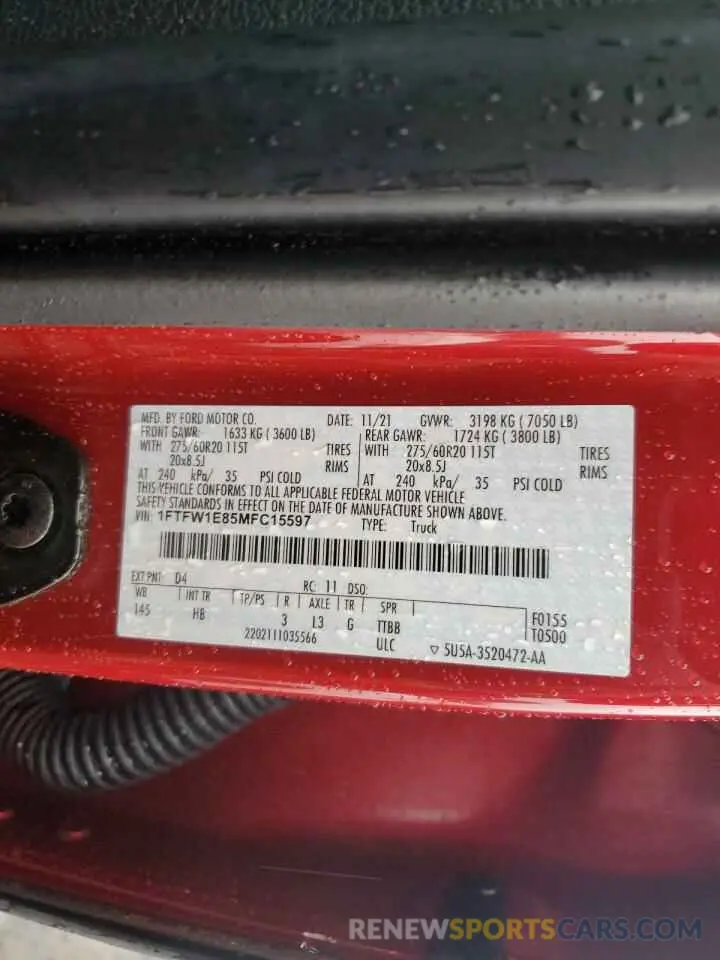 MFD. BY FORD MOTOR CO. DATE: 11/21 GVWR: 3198 KG ( 7050 LB)
FRONT GAWR: 1633 KG ( 3600 LB) REAR GAWR: 1724 KG ( 3800 LB)
WITH 275/60R20 115T TIRES WITH 275/60R20 115T TIRES
20x8.5J RIMS 20x8.5J RIMS
AT 240 kPa/ 35 PSI COLD AT 240 kPa/ 35 PSI COLD
THIS VEHICLE CONFORMS TO ALL APPLICABLE FEDERAL MOTOR VEHICLE
SAFETY STANDARDS IN EFFECT ON THE DATE OF MANUFACTURE SHOWN ABOVE.
VIN: 1FTFW1E85MFC15597 TYPE: Truck
EXT PNT: D4 RC: 11 DSO:
WB INT TR TP/PS R AXLE TR SPR
145 HB 3 L3 G TTBB F0155
2202111035566 ULC T0500
5U5A-3520472-AA
RENEWSPORTSCARS.COM